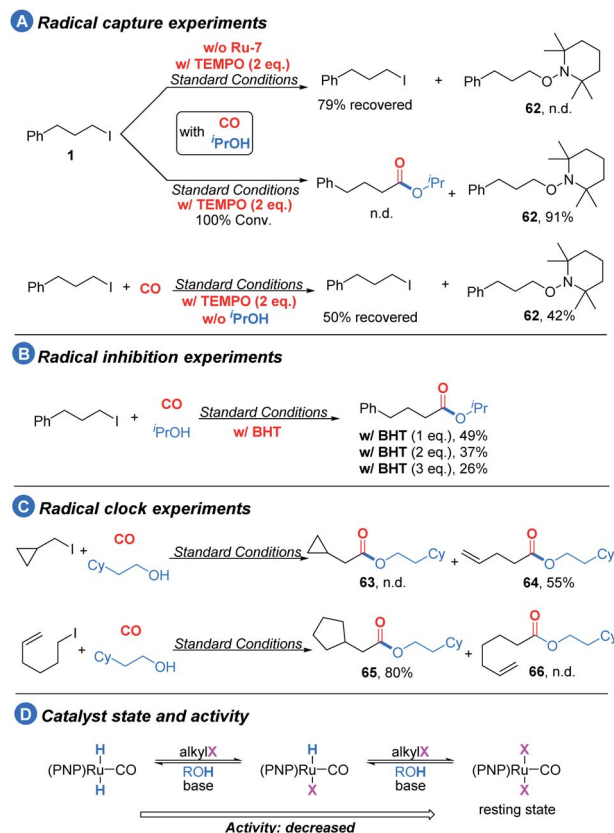 A Radical capture experiments
w/o Ru-7
w/ TEMPO (2 eq.)
Standard Conditions
Ph
I
79% recovered
+
Ph
O
N
62, n.d.
Ph
I
1
with CO
iPrOH
Standard Conditions
w/ TEMPO (2 eq.)
100% Conv.
Ph
O
O
iPr
n.d.
+
Ph
O
N
62, 91%
Ph
I
+ CO
Standard Conditions
w/ TEMPO (2 eq.)
w/o iPrOH
Ph
I
50% recovered
+
Ph
O
N
62, 42%
B Radical inhibition experiments
Ph
I
+
CO
iPrOH
Standard Conditions
w/ BHT
Ph
O
O
iPr
w/ BHT (1 eq.), 49%
w/ BHT (2 eq.), 37%
w/ BHT (3 eq.), 26%
C Radical clock experiments
I
+
CO
Cy
OH
Standard Conditions
O
O
Cy
63, n.d.
+
O
O
Cy
64, 55%
I
+
CO
Cy
OH
Standard Conditions
O
O
Cy
65, 80%
+
O
O
Cy
66, n.d.
D Catalyst state and activity
H
(PNP)Ru-CO
H
alkylX
ROH
base
H
(PNP)Ru-CO
X
alkylX
ROH
base
X
(PNP)Ru-CO
X
resting state
Activity: decreased